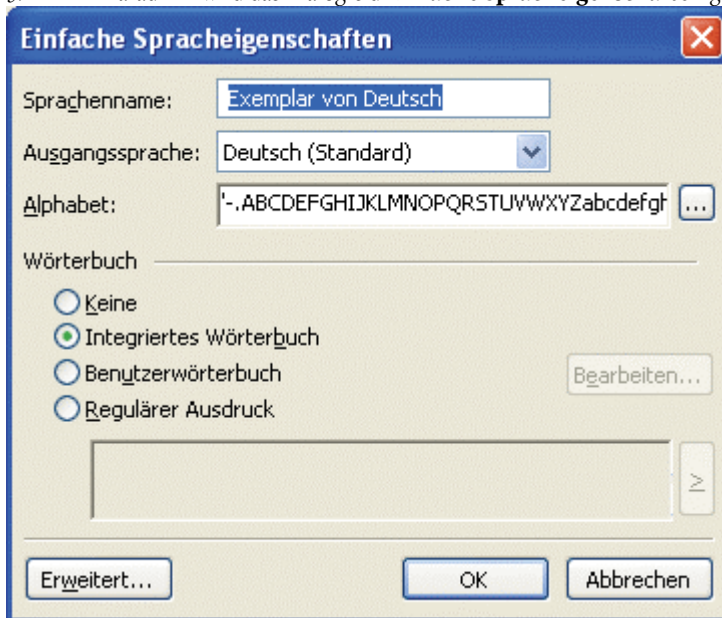 Einfache Spracheigenschaften
Sprachenname: Exemplar von Deutsch
Ausgangssprache: Deutsch (Standard)
Alphabet: '-.ABCDEFGHIJKLMNOPQRSTUVWXYZabcdefgh ...
Wörterbuch
Keine
Integriertes Wörterbuch
Benutzerwörterbuch
Bearbeiten...
Regulärer Ausdruck
>
Erweitert... OK Abbrechen